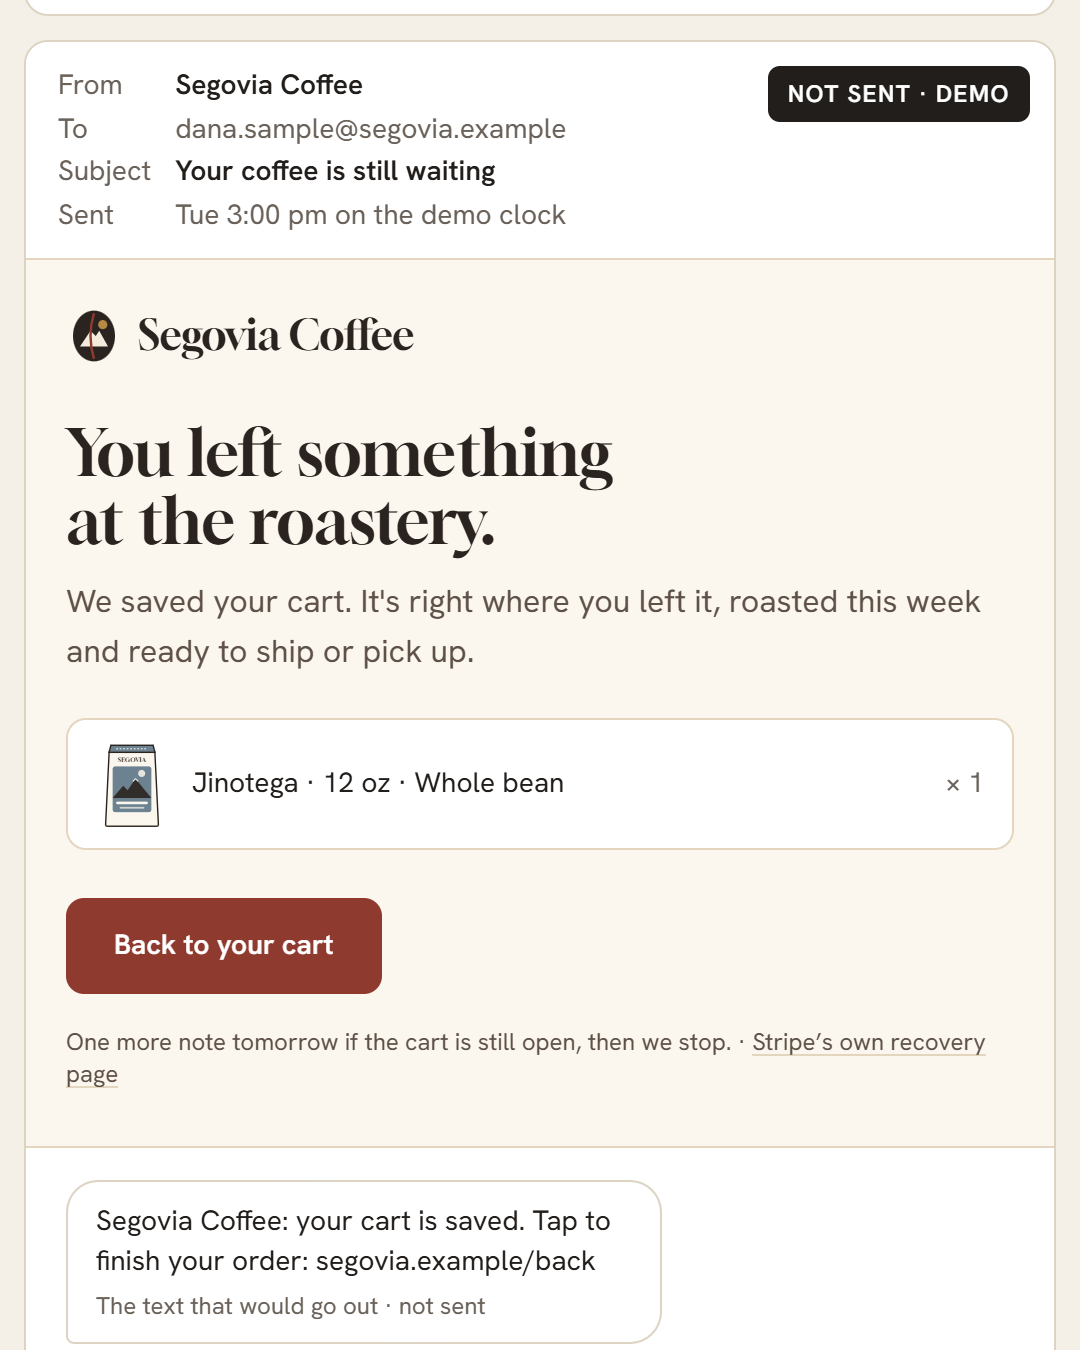 From Segovia Coffee
NOT SENT · DEMO
To dana.sample@segovia.example
Subject Your coffee is still waiting
Sent Tue 3:00 pm on the demo clock
Segovia Coffee
You left something
at the roastery.
We saved your cart. It's right where you left it, roasted this week
and ready to ship or pick up.
SEGOVIA
Jinotega · 12 oz · Whole bean × 1
Back to your cart
One more note tomorrow if the cart is still open, then we stop. · Stripe’s own recovery
page
Segovia Coffee: your cart is saved. Tap to
finish your order: segovia.example/back
The text that would go out · not sent